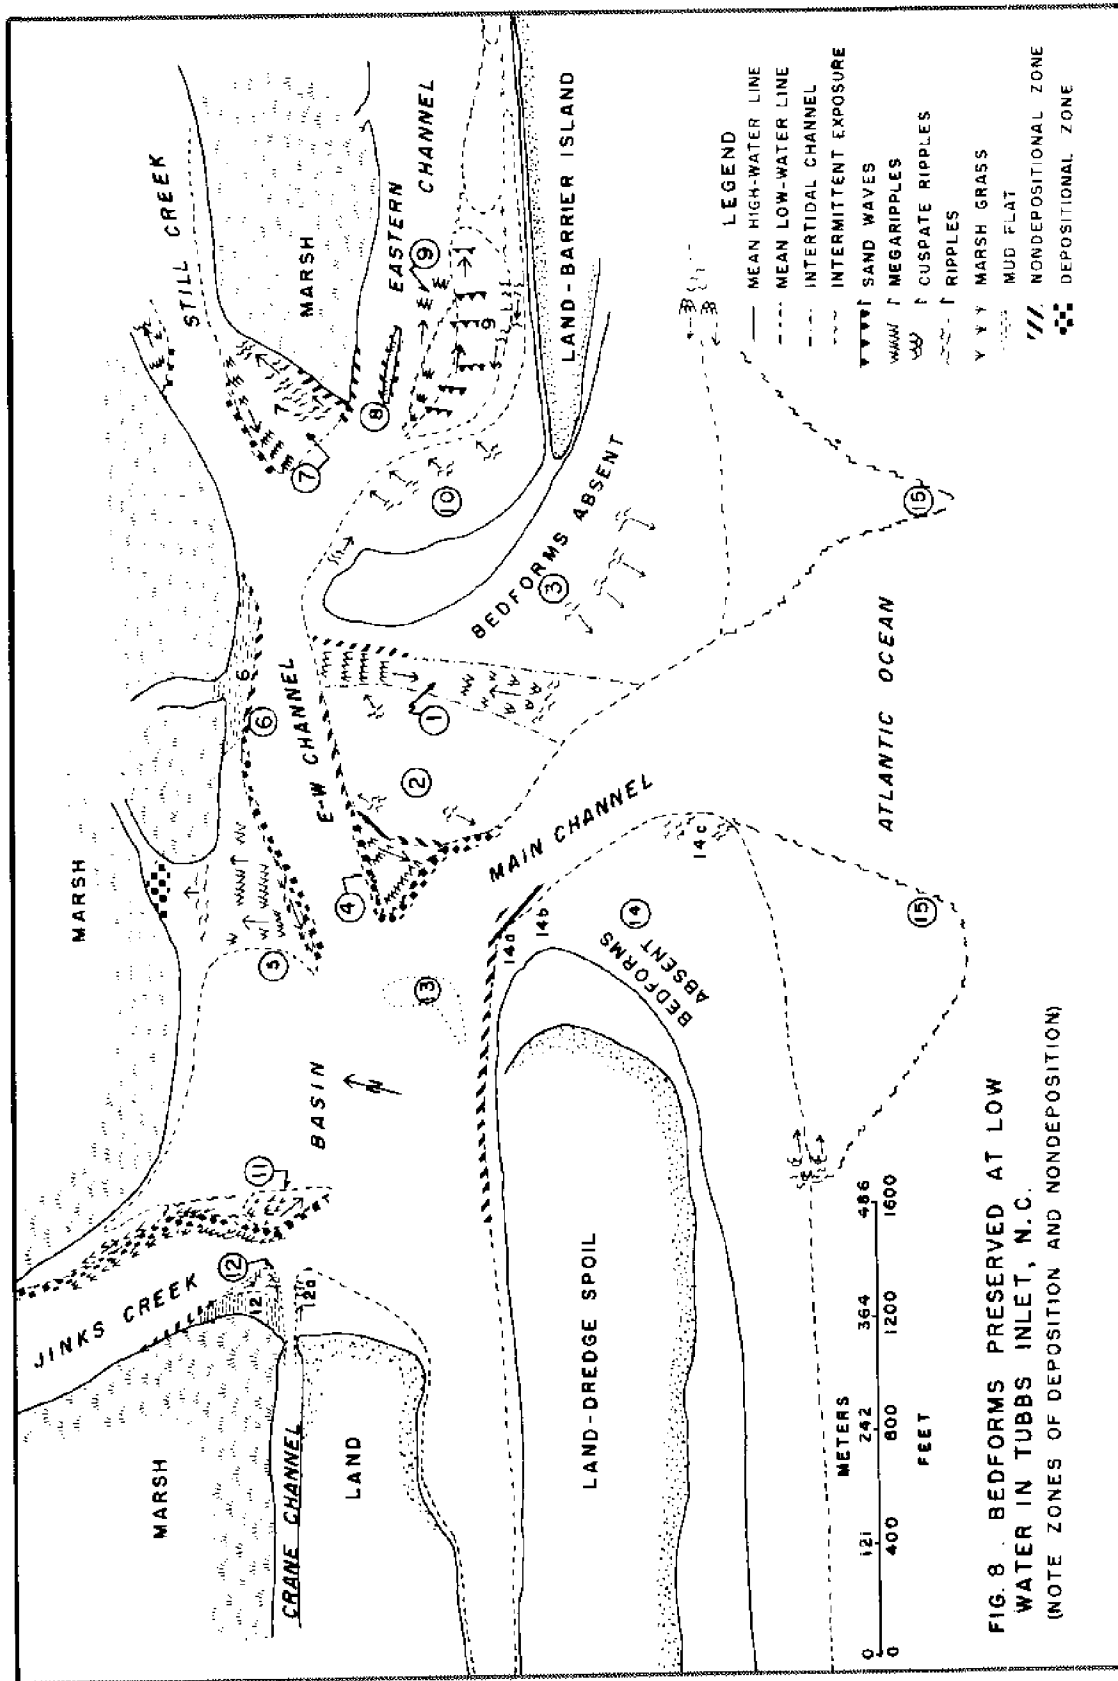 STILL CREEK
MARSH
EASTERN
CHANNEL
LAND-BARRIER ISLAND
MARSH
E-W CHANNEL
MAIN CHANNEL
BEDFORMS ABSENT
ATLANTIC OCEAN
BASIN
N
JINKS CREEK
MARSH
CRANE CHANNEL
LAND
LAND-DREDGE SPOIL
BEDFORMS
ABSENT
1
2
3
4
5
6
6
7
7
8
9
9
10
11
12
12
12a
13
14
14a
14b
14c
15
15
LEGEND
MEAN HIGH-WATER LINE
MEAN LOW-WATER LINE
INTERTIDAL CHANNEL
INTERMITTENT EXPOSURE
SAND WAVES
MEGARIPPLES
CUSPATE RIPPLES
RIPPLES
MARSH GRASS
MUD FLAT
NONDEPOSITIONAL ZONE
DEPOSITIONAL ZONE
METERS
0 121 242 364 486
0 400 800 1200 1600
FEET
FIG. 8 . BEDFORMS PRESERVED AT LOW
WATER IN TUBBS INLET, N.C.
(NOTE ZONES OF DEPOSITION AND NONDEPOSITION)